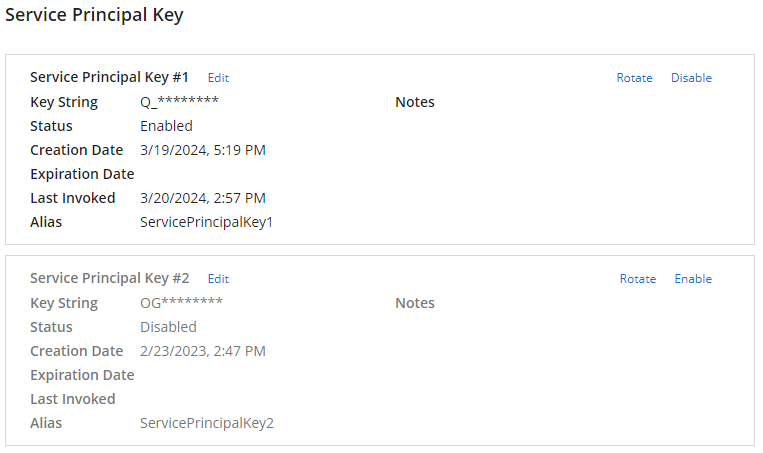 Service Principal Key
Service Principal Key #1 Edit Rotate Disable
Key String Q_******** Notes
Status Enabled
Creation Date 3/19/2024, 5:19 PM
Expiration Date
Last Invoked 3/20/2024, 2:57 PM
Alias ServicePrincipalKey1
Service Principal Key #2 Edit Rotate Enable
Key String OG******** Notes
Status Disabled
Creation Date 2/23/2023, 2:47 PM
Expiration Date
Last Invoked
Alias ServicePrincipalKey2